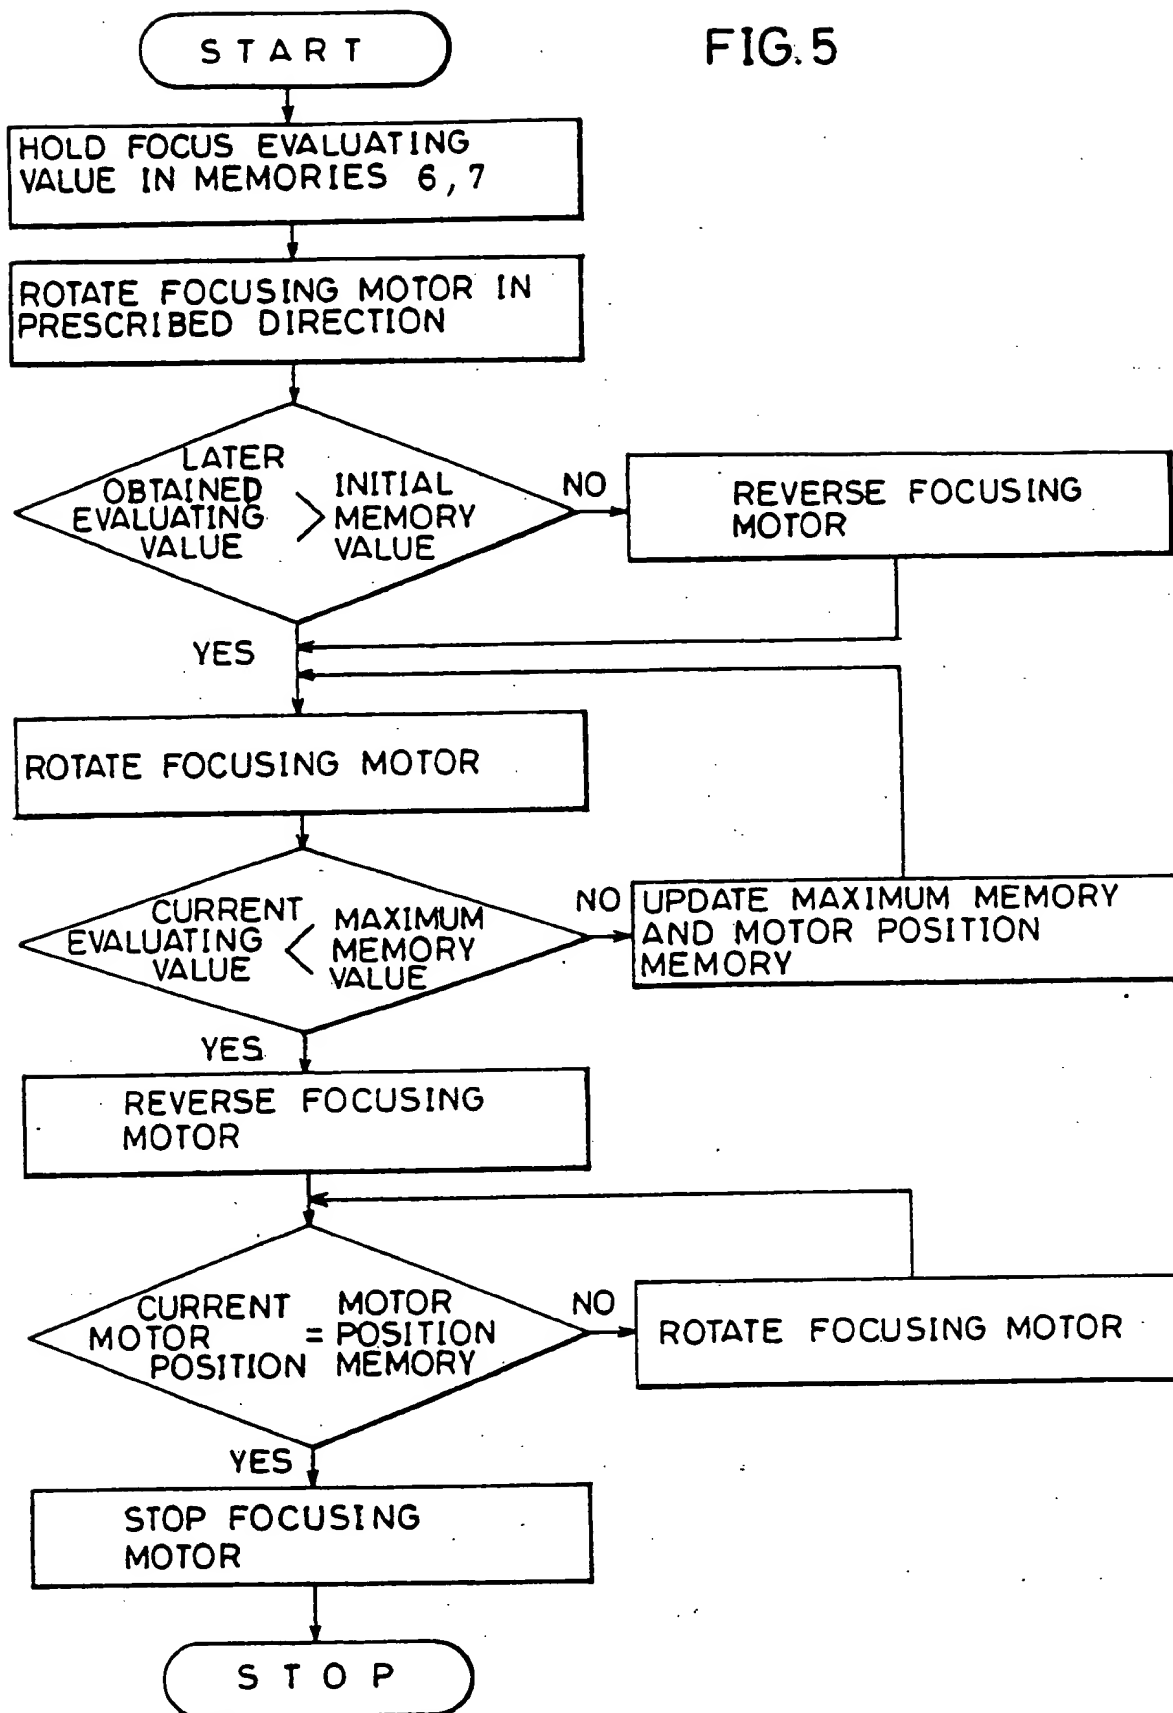 FIG.5
START
HOLD FOCUS EVALUATING
VALUE IN MEMORIES 6,7
ROTATE FOCUSING MOTOR IN
PRESCRIBED DIRECTION
LATER
OBTAINED
EVALUATING
VALUE
>
INITIAL
MEMORY
VALUE
NO
REVERSE FOCUSING
MOTOR
YES
ROTATE FOCUSING MOTOR
CURRENT
EVALUATING
VALUE
<
MAXIMUM
MEMORY
VALUE
NO
UPDATE MAXIMUM MEMORY
AND MOTOR POSITION
MEMORY
YES
REVERSE FOCUSING
MOTOR
CURRENT
MOTOR
POSITION
=
MOTOR
POSITION
MEMORY
NO
ROTATE FOCUSING MOTOR
YES
STOP FOCUSING
MOTOR
STOP